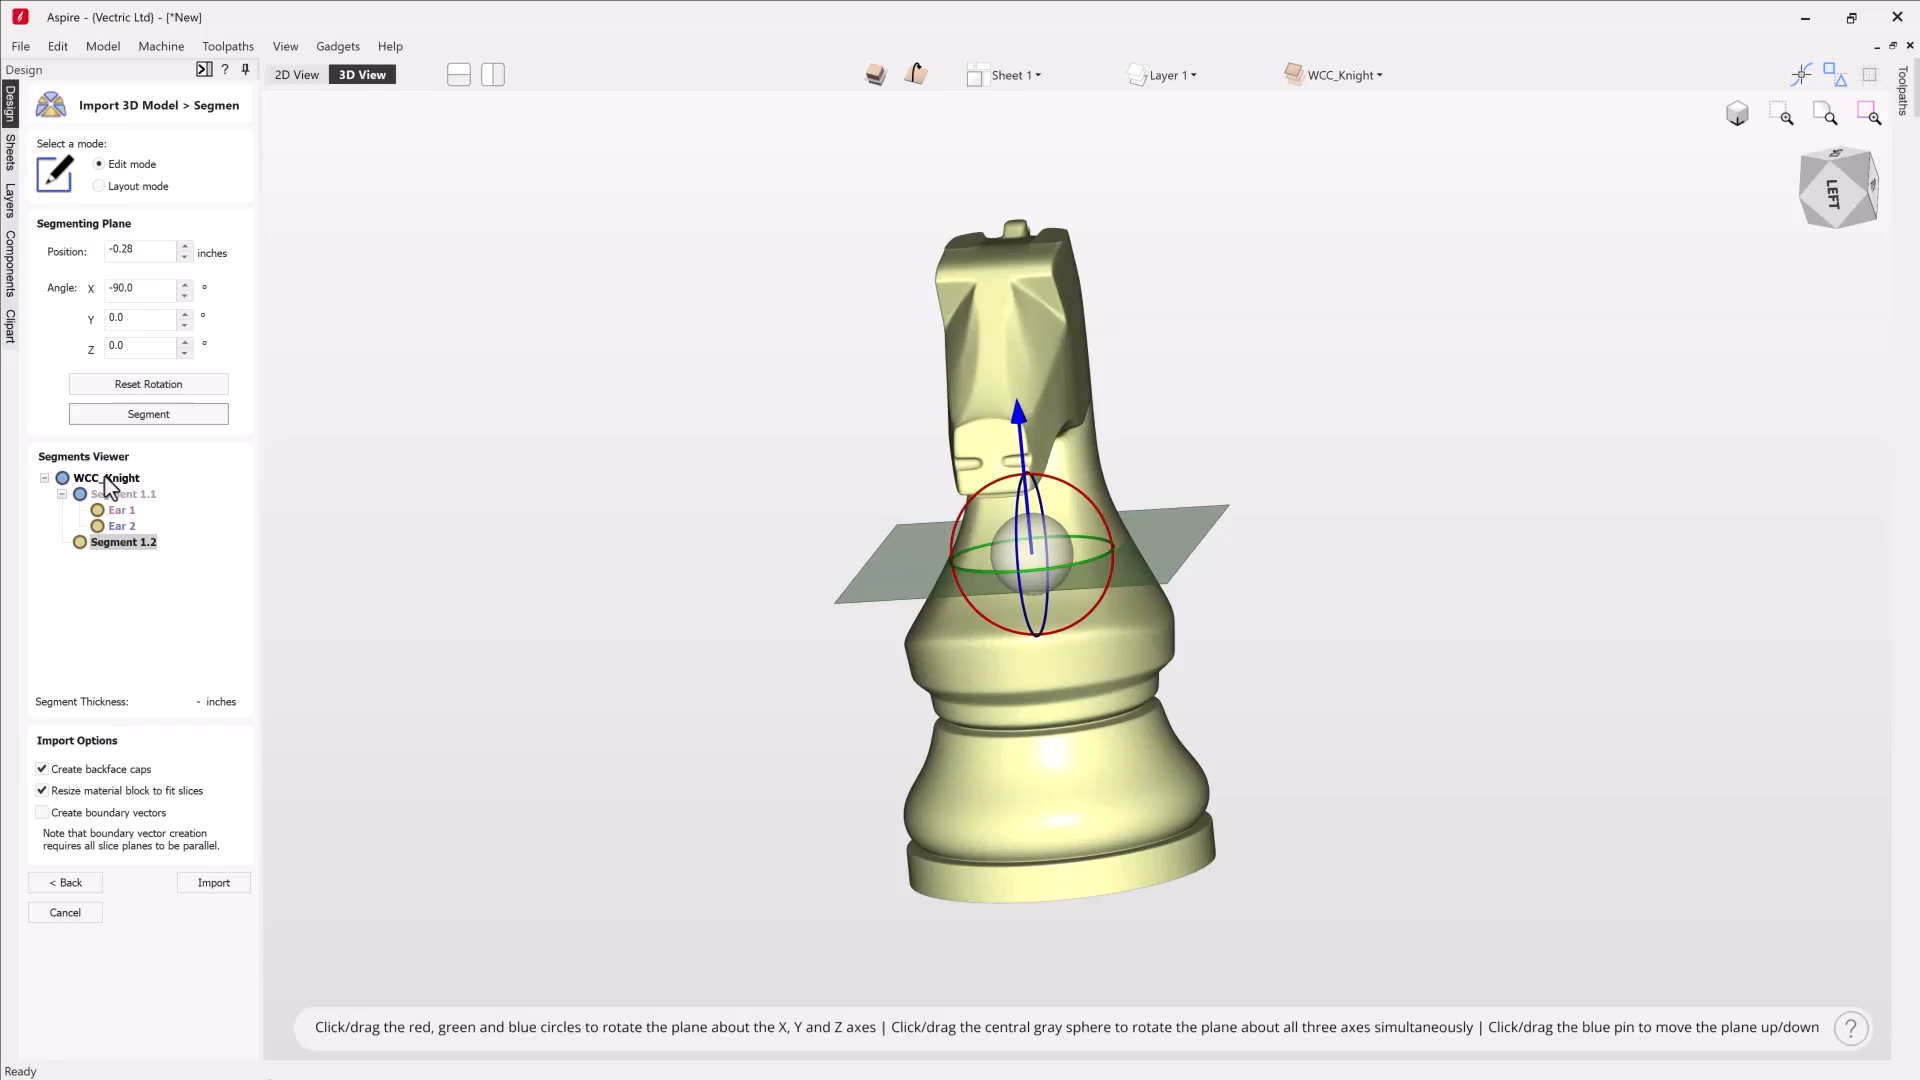 Aspire - {Vectric Ltd} - [*New]
File Edit Model Machine Toolpaths View Gadgets Help
Design
2D View 3D View Sheet 1 Layer 1 WCC_Knight
Design
Sheets
Layers
Components
Clipart
Toolpaths
Import 3D Model > Segmen
Select a mode:
Edit mode
Layout mode
Segmenting Plane
Position: -0.28 inches
Angle: X -90.0 °
Y 0.0 °
Z 0.0 °
Reset Rotation
Segment
Segments Viewer
WCC_Knight
Segment 1.1
Ear 1
Ear 2
Segment 1.2
Segment Thickness: - inches
Import Options
Create backface caps
Resize material block to fit slices
Create boundary vectors
Note that boundary vector creation
requires all slice planes to be parallel.
< Back Import
Cancel
LEFT
Click/drag the red, green and blue circles to rotate the plane about the X, Y and Z axes | Click/drag the central gray sphere to rotate the plane about all three axes simultaneously | Click/drag the blue pin to move the plane up/down
Ready